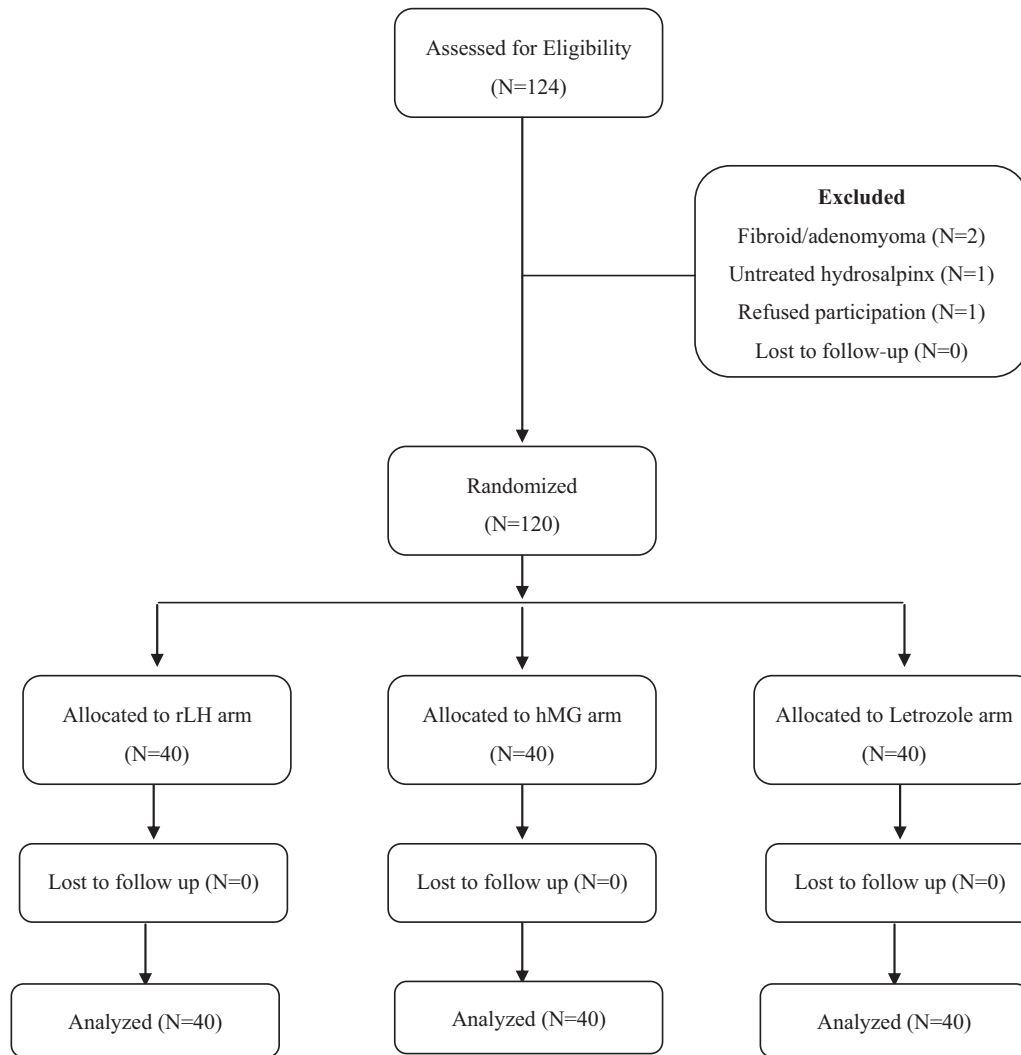 Assessed for Eligibility
(N=124)
Excluded
Fibroid/adenomyoma (N=2)
Untreated hydrosalpinx (N=1)
Refused participation (N=1)
Lost to follow-up (N=0)
Randomized
(N=120)
Allocated to rLH arm
(N=40)
Allocated to hMG arm
(N=40)
Allocated to Letrozole arm
(N=40)
Lost to follow up (N=0)
Lost to follow up (N=0)
Lost to follow up (N=0)
Analyzed (N=40)
Analyzed (N=40)
Analyzed (N=40)